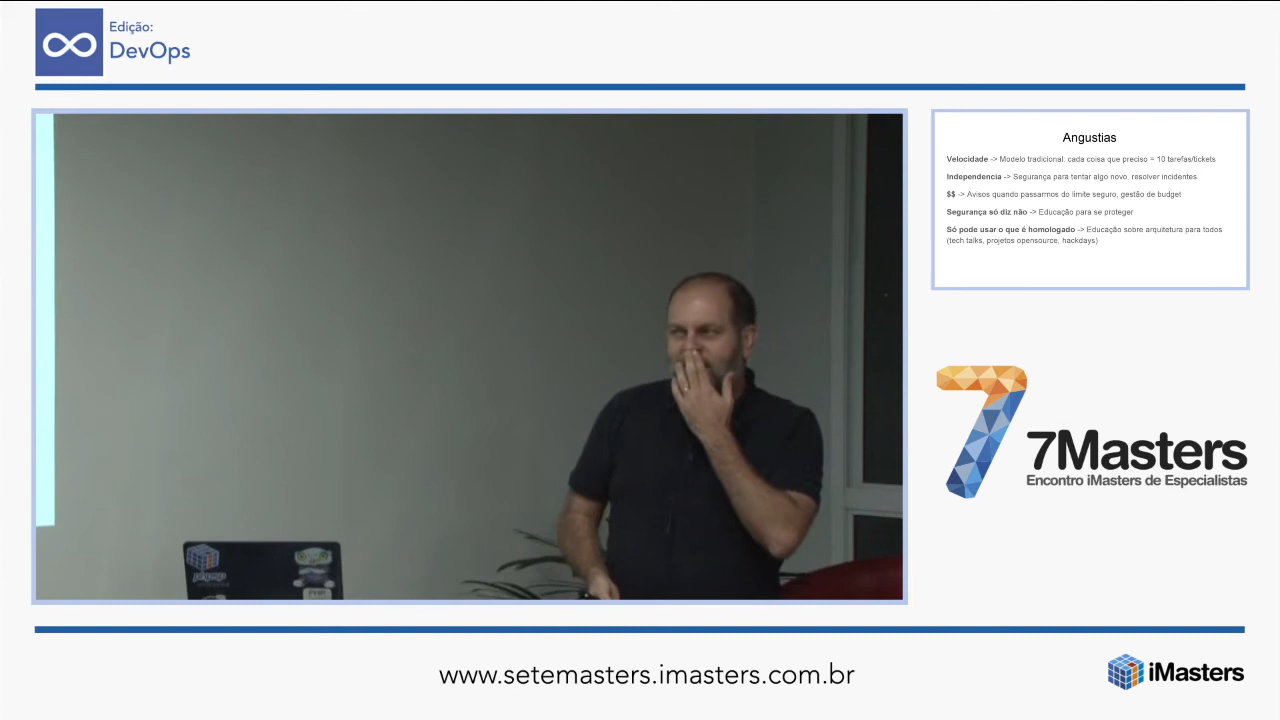 Edição:
DevOps
Angustias
Velocidade -> Modelo tradicional: cada coisa que preciso = 10 tarefas/tickets
Independencia -> Segurança para tentar algo novo, resolver incidentes
$$ -> Avisos quando passarmos do limite seguro, gestão de budget
Segurança só diz não -> Educação para se proteger
Só pode usar o que é homologado -> Educação sobre arquitetura para todos
(tech talks, projetos opensource, hackdays)
7Masters
Encontro iMasters de Especialistas
phpsp
PHP
www.setemasters.imasters.com.br
iMasters